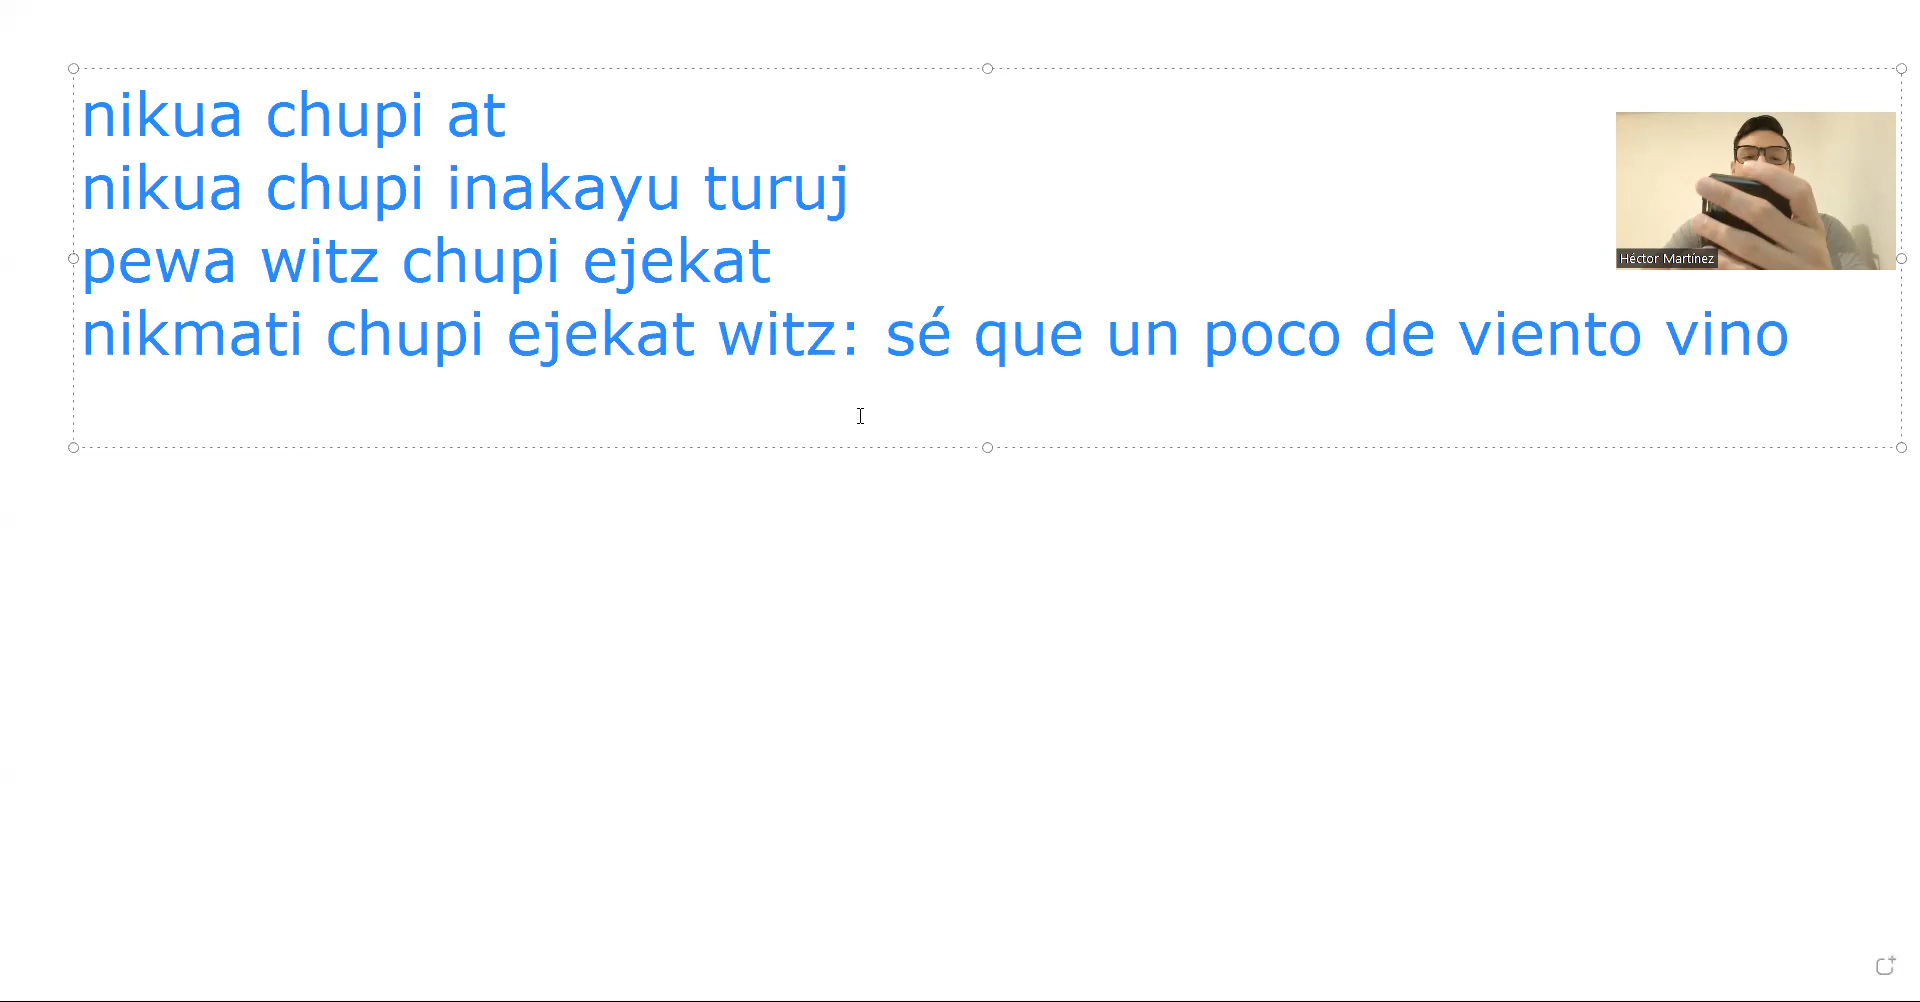 nikua chupi at
nikua chupi inakayu turuj
pewa witz chupi ejekat
nikmati chupi ejekat witz: sé que un poco de viento vino
Héctor Martínez